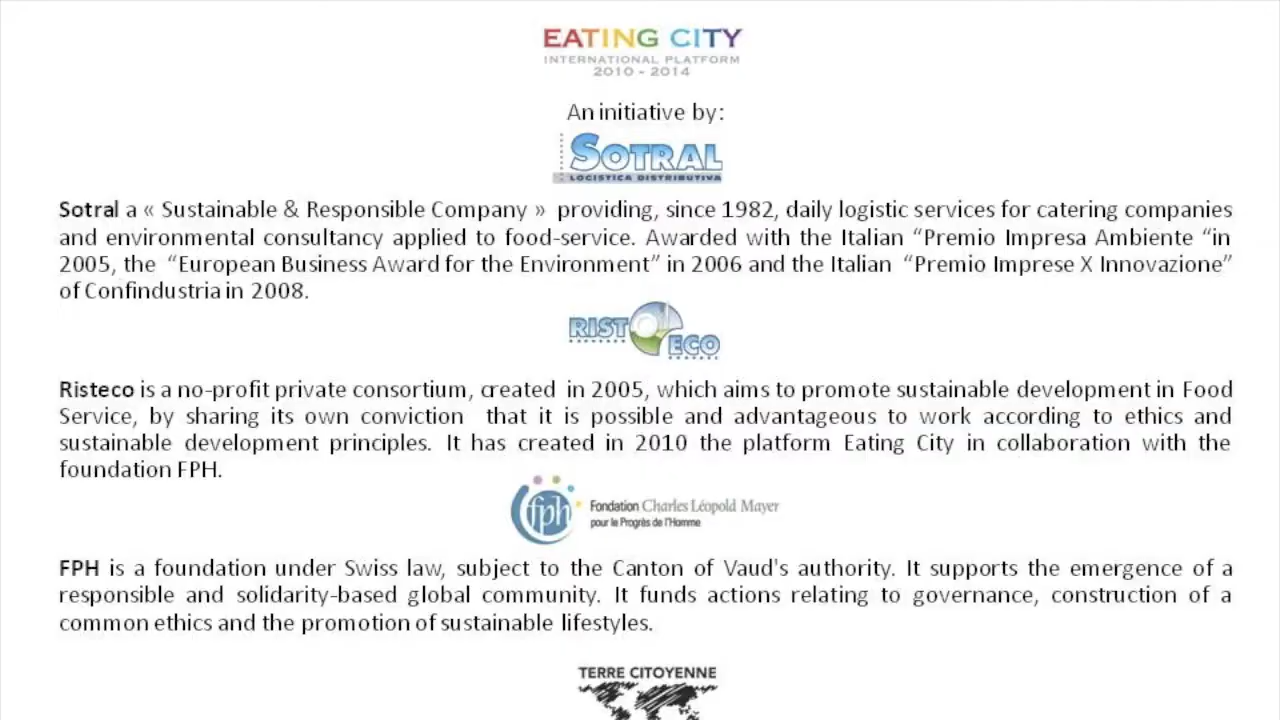 EATING CITY
INTERNATIONAL PLATFORM
2010 - 2014
An initiative by:
SOTRAL
LOGISTICA DISTRIBUTIVA
Sotral a « Sustainable & Responsible Company »  providing, since 1982, daily logistic services for catering companies
and environmental consultancy applied to food-service. Awarded with the Italian “Premio Impresa Ambiente “in
2005, the  “European Business Award for the Environment” in 2006 and the Italian  “Premio Imprese X Innovazione”
of Confindustria in 2008.
RIST
ECO
Risteco is a no-profit private consortium, created  in 2005, which aims to promote sustainable development in Food
Service, by sharing its own conviction  that it is possible and advantageous to work according to ethics and
sustainable development principles. It has created in 2010 the platform Eating City in collaboration with the
foundation FPH.
fph
Fondation Charles Léopold Mayer
pour le Progrès de l'Homme
FPH is a foundation under Swiss law, subject to the Canton of Vaud's authority. It supports the emergence of a
responsible and solidarity-based global community. It funds actions relating to governance, construction of a
common ethics and the promotion of sustainable lifestyles.
TERRE CITOYENNE